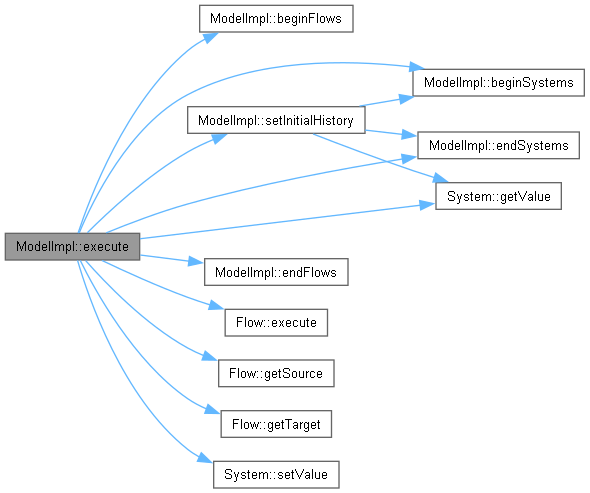 ModelImpl::beginFlows
ModelImpl::beginSystems
ModelImpl::setInitialHistory
ModelImpl::endSystems
System::getValue
ModelImpl::execute
ModelImpl::endFlows
Flow::execute
Flow::getSource
Flow::getTarget
System::setValue